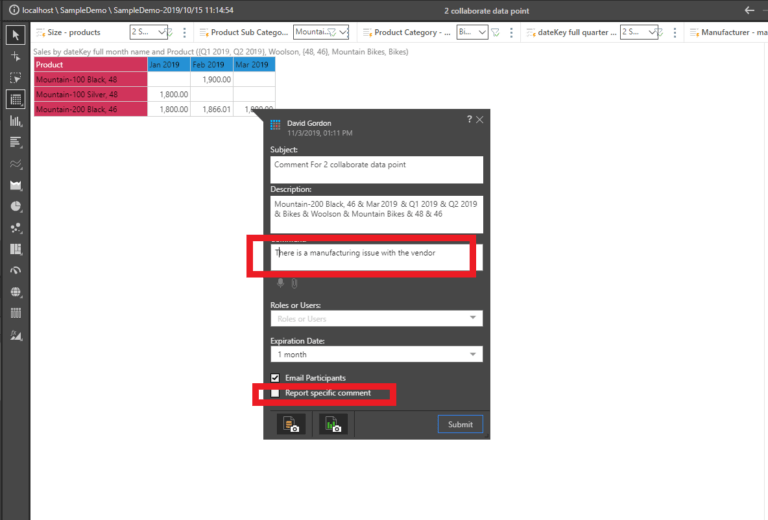 localhost \ SampleDemo \ SampleDemo-2019/10/15 11:14:54
2 collaborate data point
Size - products
2 S...
Product Sub Catego...
Mountai...
Product Category - ...
Bi...
dateKey full quarter ...
2 S...
Manufacturer - ma
Sales by dateKey full month name and Product ({Q1 2019, Q2 2019}, Woolson, {48, 46}, Mountain Bikes, Bikes)
Product Jan 2019 Feb 2019 Mar 2019
Mountain-100 Black, 48 1,900.00
Mountain-100 Silver, 48 1,800.00
Mountain-200 Black, 46 1,800.00 1,866.01
David Gordon
11/3/2019, 01:11 PM
?
Subject:
Comment For 2 collaborate data point
Description:
Mountain-200 Black, 46 & Mar 2019 & Q1 2019 & Q2 2019
& Bikes & Woolson & Mountain Bikes & 48 & 46
There is a manufacturing issue with the vendor
Roles or Users:
Roles or Users
Expiration Date:
1 month
Email Participants
Report specific comment
Submit